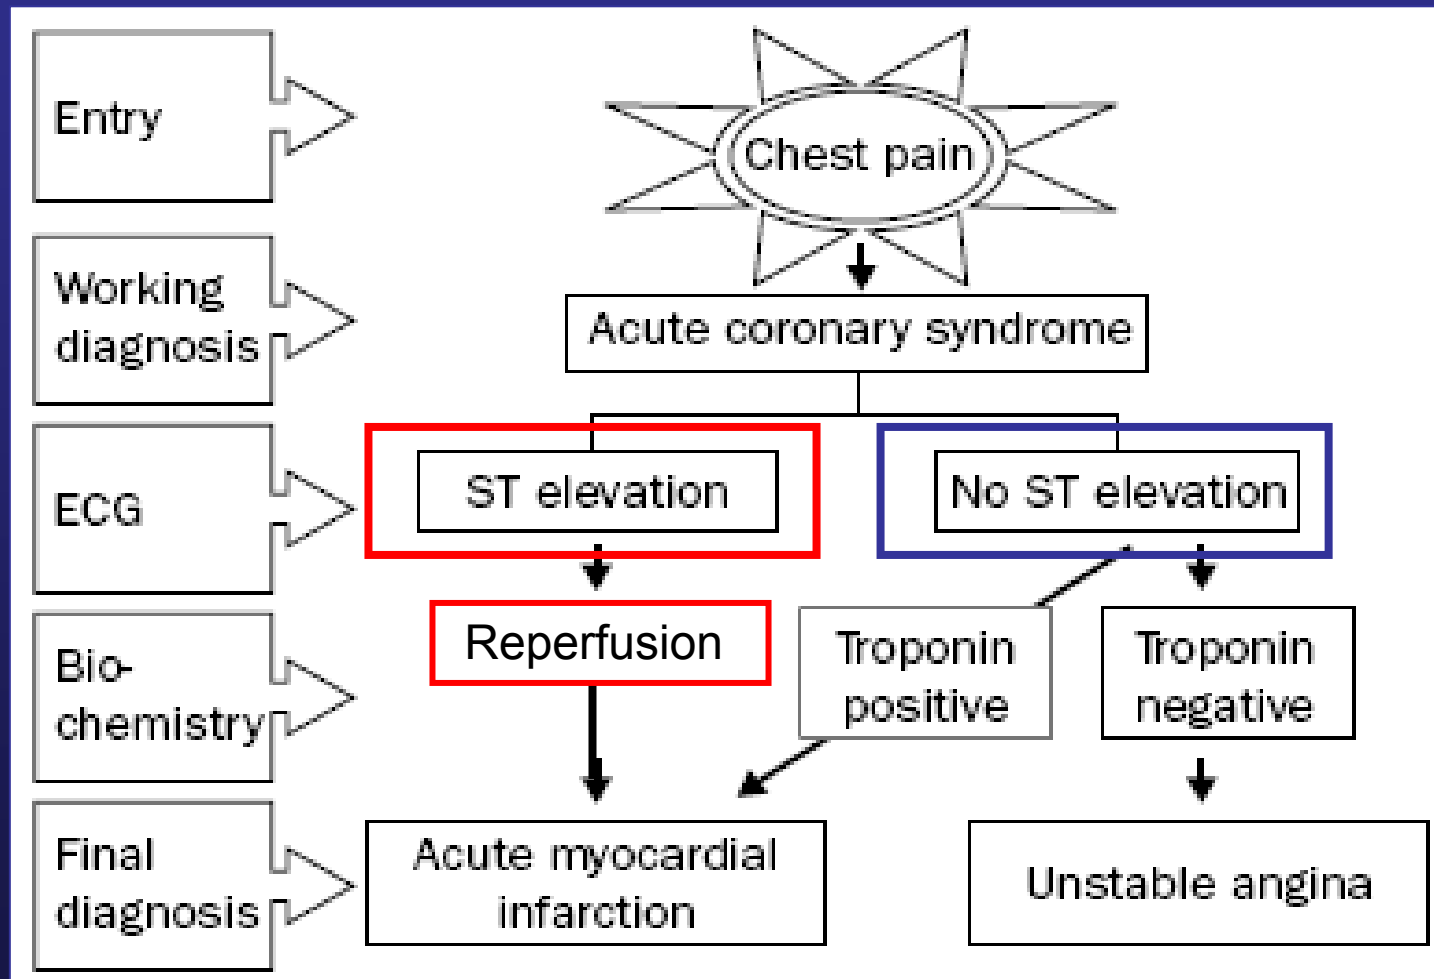 Entry
Chest pain
Working
diagnosis
Acute coronary syndrome
ECG
ST elevation
No ST elevation
Bio-
chemistry
Reperfusion
Troponin
positive
Troponin
negative
Final
diagnosis
Acute myocardial
infarction
Unstable angina